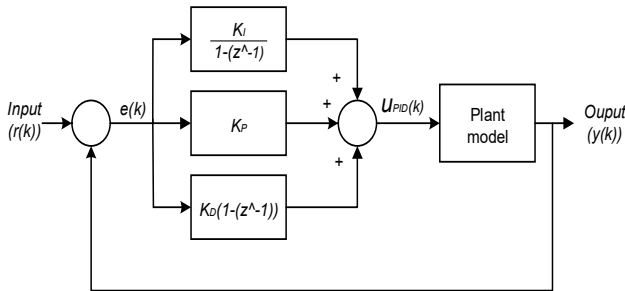 K_I
1-(z^-1)
+
Input
(r(k))
e(k)
K_P
+
u_PID(k)
Plant
model
Ouput
(y(k))
+
K_D(1-(z^-1))